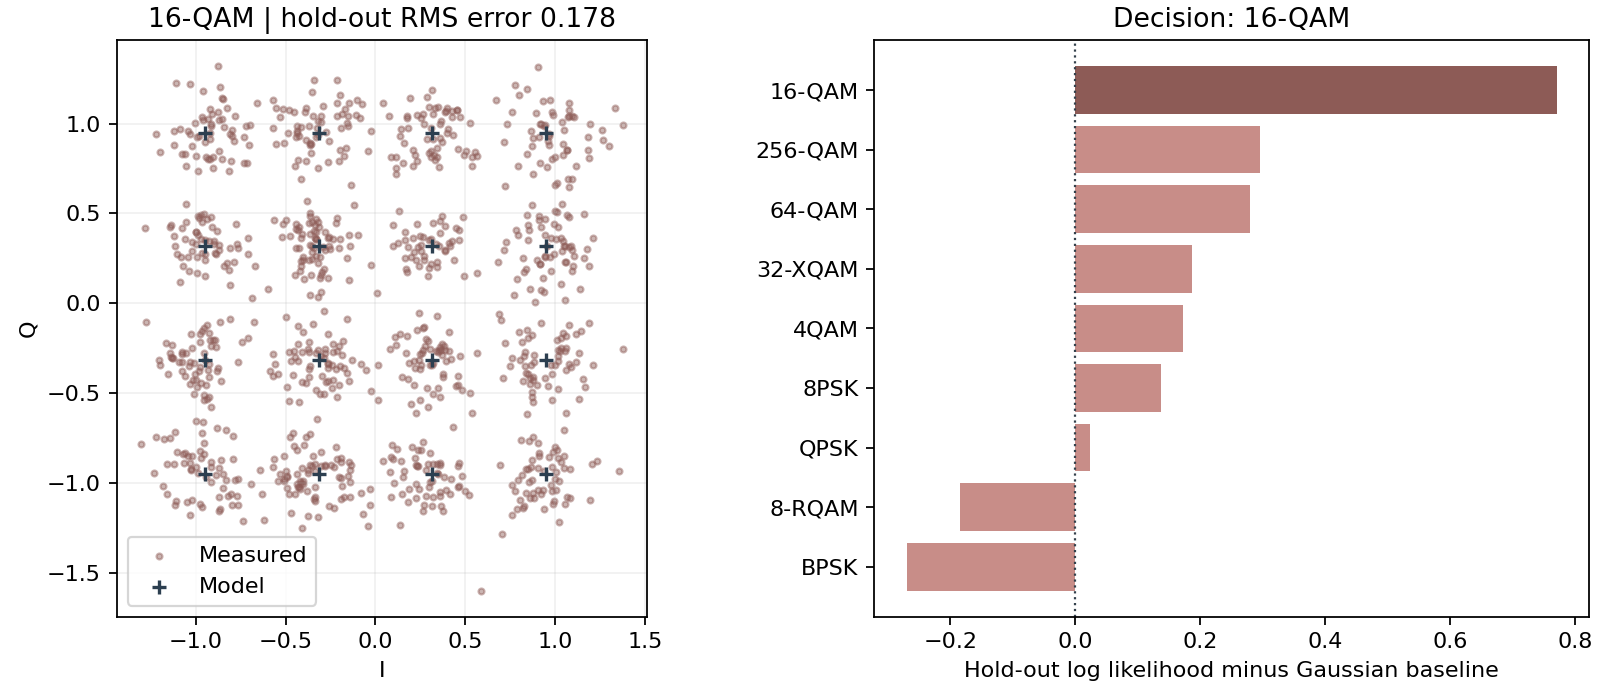 16-QAM | hold-out RMS error 0.178
Q
1.0
0.5
0.0
−0.5
−1.0
−1.5
Measured
Model
−1.0 −0.5 0.0 0.5 1.0 1.5
I
Decision: 16-QAM
16-QAM
256-QAM
64-QAM
32-XQAM
4QAM
8PSK
QPSK
8-RQAM
BPSK
−0.2 0.0 0.2 0.4 0.6 0.8
Hold-out log likelihood minus Gaussian baseline